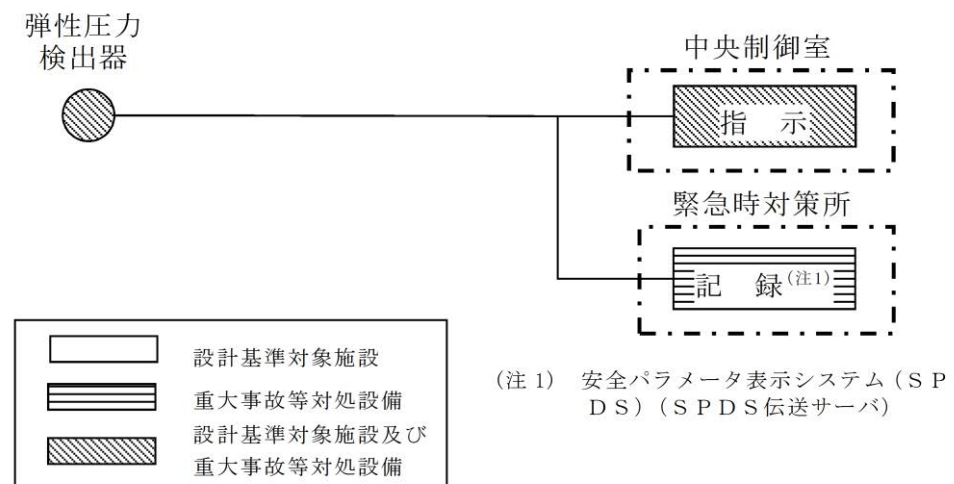 弾性圧力
検出器
中央制御室
指　示
緊急時対策所
記　録(注1)
設計基準対象施設
重大事故等対処設備
設計基準対象施設及び
重大事故等対処設備
(注 1)　安全パラメータ表示システム（ＳＰ
ＤＳ）（ＳＰＤＳ伝送サーバ）